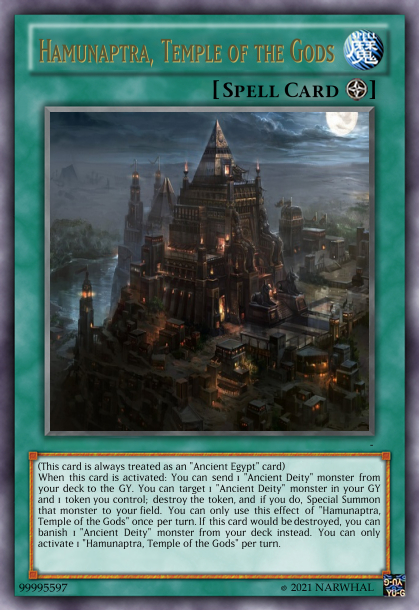 Hamunaptra, Temple of the Gods 魔
[Spell Card]
(This card is always treated as an "Ancient Egypt" card)
When this card is activated: You can send 1 "Ancient Deity" monster from
your deck to the GY. You can target 1 "Ancient Deity" monster in your GY
and 1 token you control; destroy the token, and if you do, Special Summon
that monster to your field. You can only use this effect of "Hamunaptra,
Temple of the Gods" once per turn. If this card would be destroyed, you can
banish 1 "Ancient Deity" monster from your deck instead. You can only
activate 1 "Hamunaptra, Temple of the Gods" per turn.
99995597 © 2021 NARWHAL
YU-G